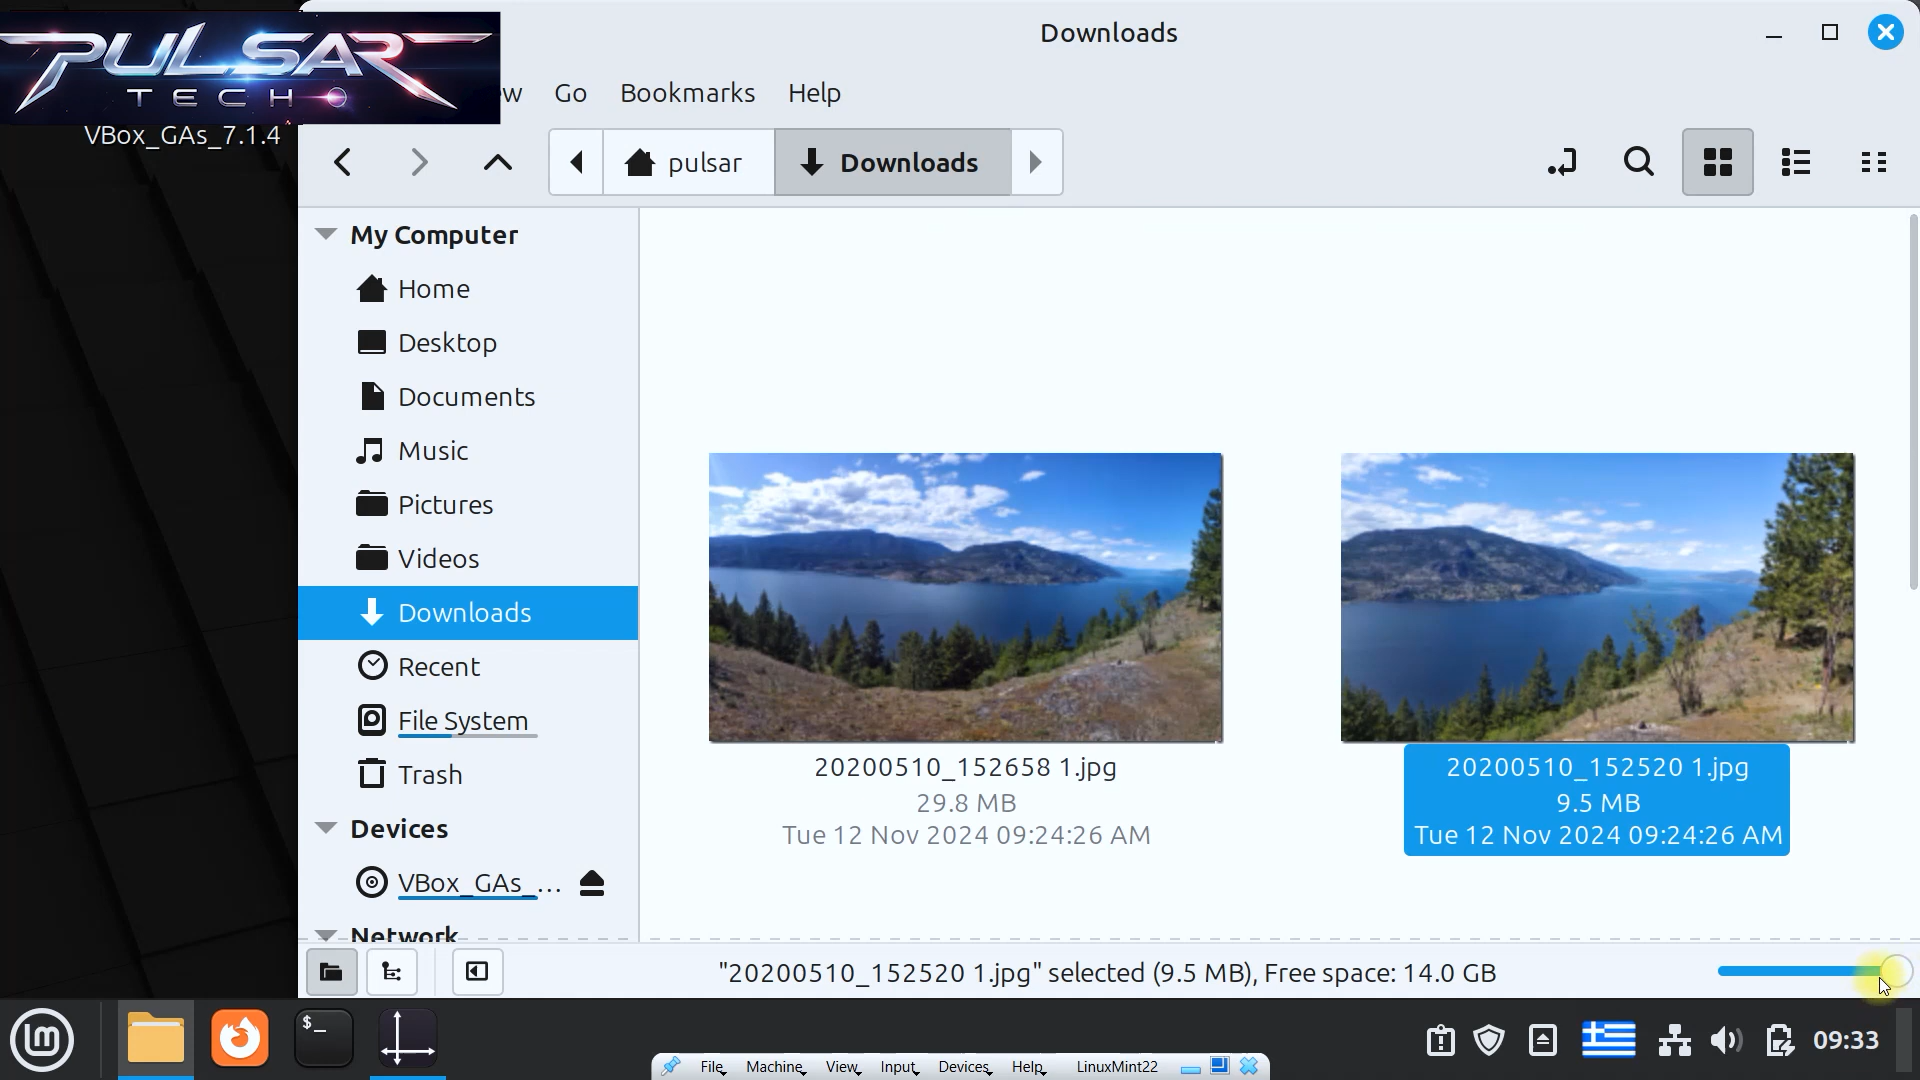 PULSAR
TECH
VBox_GAs_7.1.4
Downloads
Go
Bookmarks
Help
pulsar
Downloads
My Computer
Home
Desktop
Documents
Music
Pictures
Videos
Downloads
Recent
File System
Trash
Devices
VBox_GAs_...
Network
20200510_152658 1.jpg
29.8 MB
Tue 12 Nov 2024 09:24:26 AM
20200510_152520 1.jpg
9.5 MB
Tue 12 Nov 2024 09:24:26 AM
"20200510_152520 1.jpg" selected (9.5 MB), Free space: 14.0 GB
$_
File
Machine
View
Input
Devices
Help
LinuxMint22
09:33